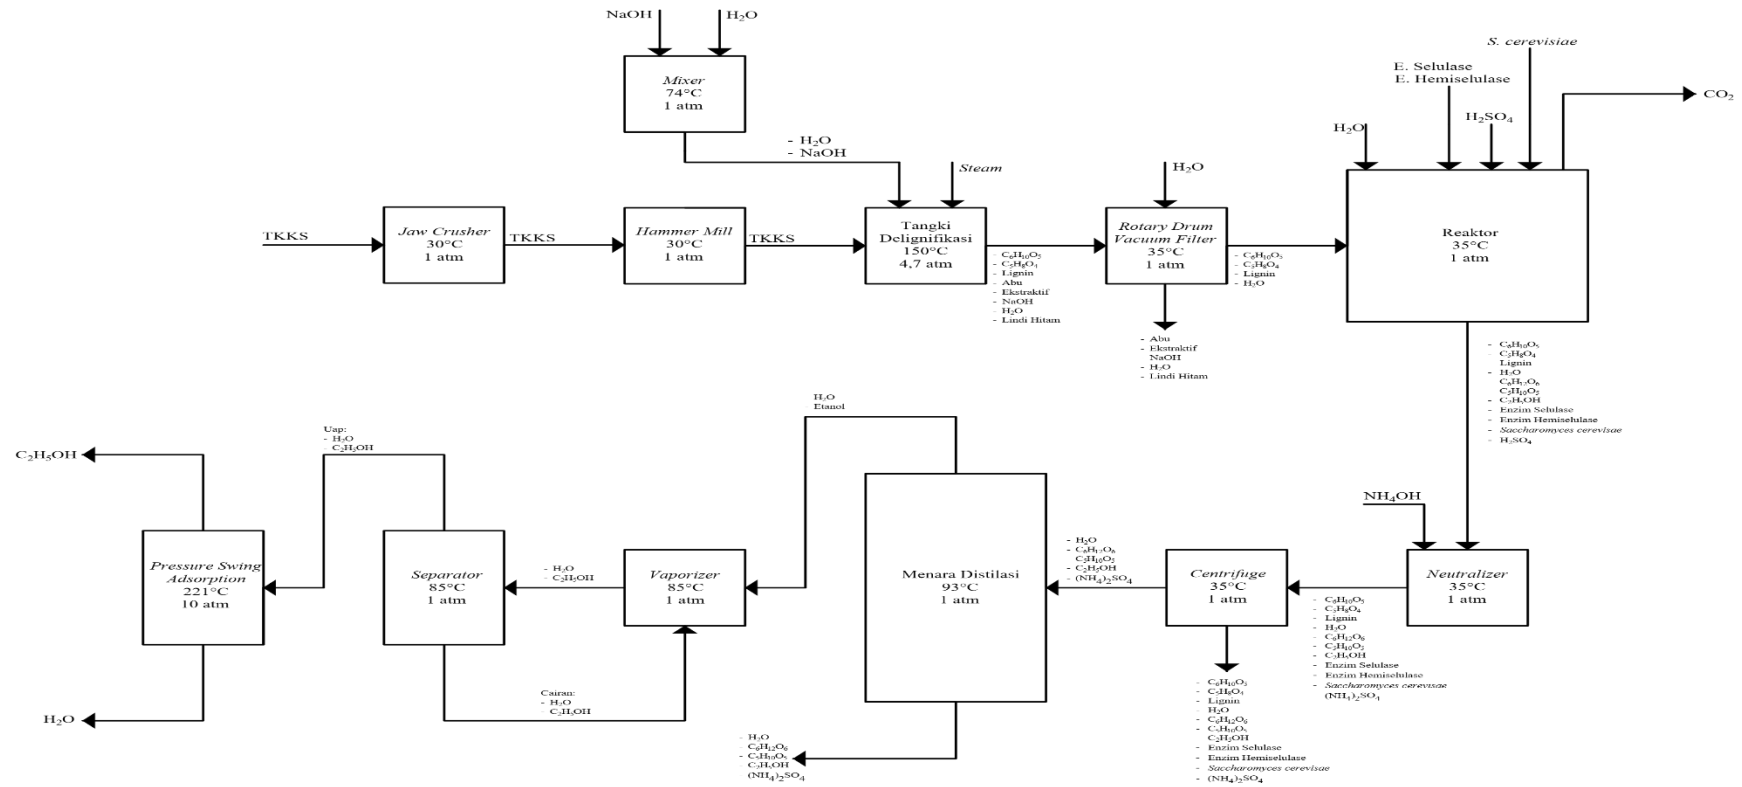 NaOH
H₂O
Mixer
74°C
1 atm
- H₂O
- NaOH
Steam
H₂O
S. cerevisiae
E. Selulase
E. Hemiselulase
H₂O
H₂SO₄
CO₂
TKKS
Jaw Crusher
30°C
1 atm
TKKS
Hammer Mill
30°C
1 atm
TKKS
Tangki
Delignifikasi
150°C
4,7 atm
- C₆H₁₀O₅
- C₅H₈O₄
- Lignin
- Abu
- Ekstraktif
- NaOH
- H₂O
- Lindi Hitam
Rotary Drum
Vacuum Filter
35°C
1 atm
- Abu
- Ekstraktif
NaOH
- H₂O
- Lindi Hitam
- C₆H₁₀O₅
- C₅H₈O₄
- Lignin
- H₂O
Reaktor
35°C
1 atm
- C₆H₁₀O₅
- C₅H₈O₄
Lignin
- H₂O
C₆H₁₂O₆
C₅H₁₀O₅
- C₂H₅OH
- Enzim Selulase
- Enzim Hemiselulase
- Saccharomyces cerevisae
- H₂SO₄
NH₄OH
Neutralizer
35°C
1 atm
- C₆H₁₀O₅
- C₅H₈O₄
- Lignin
- H₂O
- C₆H₁₂O₆
- C₅H₁₀O₅
- C₂H₅OH
- Enzim Selulase
- Enzim Hemiselulase
- Saccharomyces cerevisae
(NH₄)₂SO₄
Centrifuge
35°C
1 atm
- C₆H₁₀O₅
- C₅H₈O₄
- Lignin
H₂O
- C₆H₁₂O₆
- C₅H₁₀O₅
C₂H₅OH
- Enzim Selulase
- Enzim Hemiselulase
- Saccharomyces cerevisae
- (NH₄)₂SO₄
- H₂O
- C₆H₁₂O₆
C₅H₁₀O₅
- C₂H₅OH
- (NH₄)₂SO₄
Menara Distilasi
93°C
1 atm
H₂O
Etanol
- H₂O
C₆H₁₂O₆
- C₅H₁₀O₅
C₂H₅OH
(NH₄)₂SO₄
Vaporizer
85°C
1 atm
- H₂O
- C₂H₅OH
Separator
85°C
1 atm
Cairan:
- H₂O
C₂H₅OH
Uap:
- H₂O
C₂H₅OH
Pressure Swing
Adsorption
221°C
10 atm
C₂H₅OH
H₂O